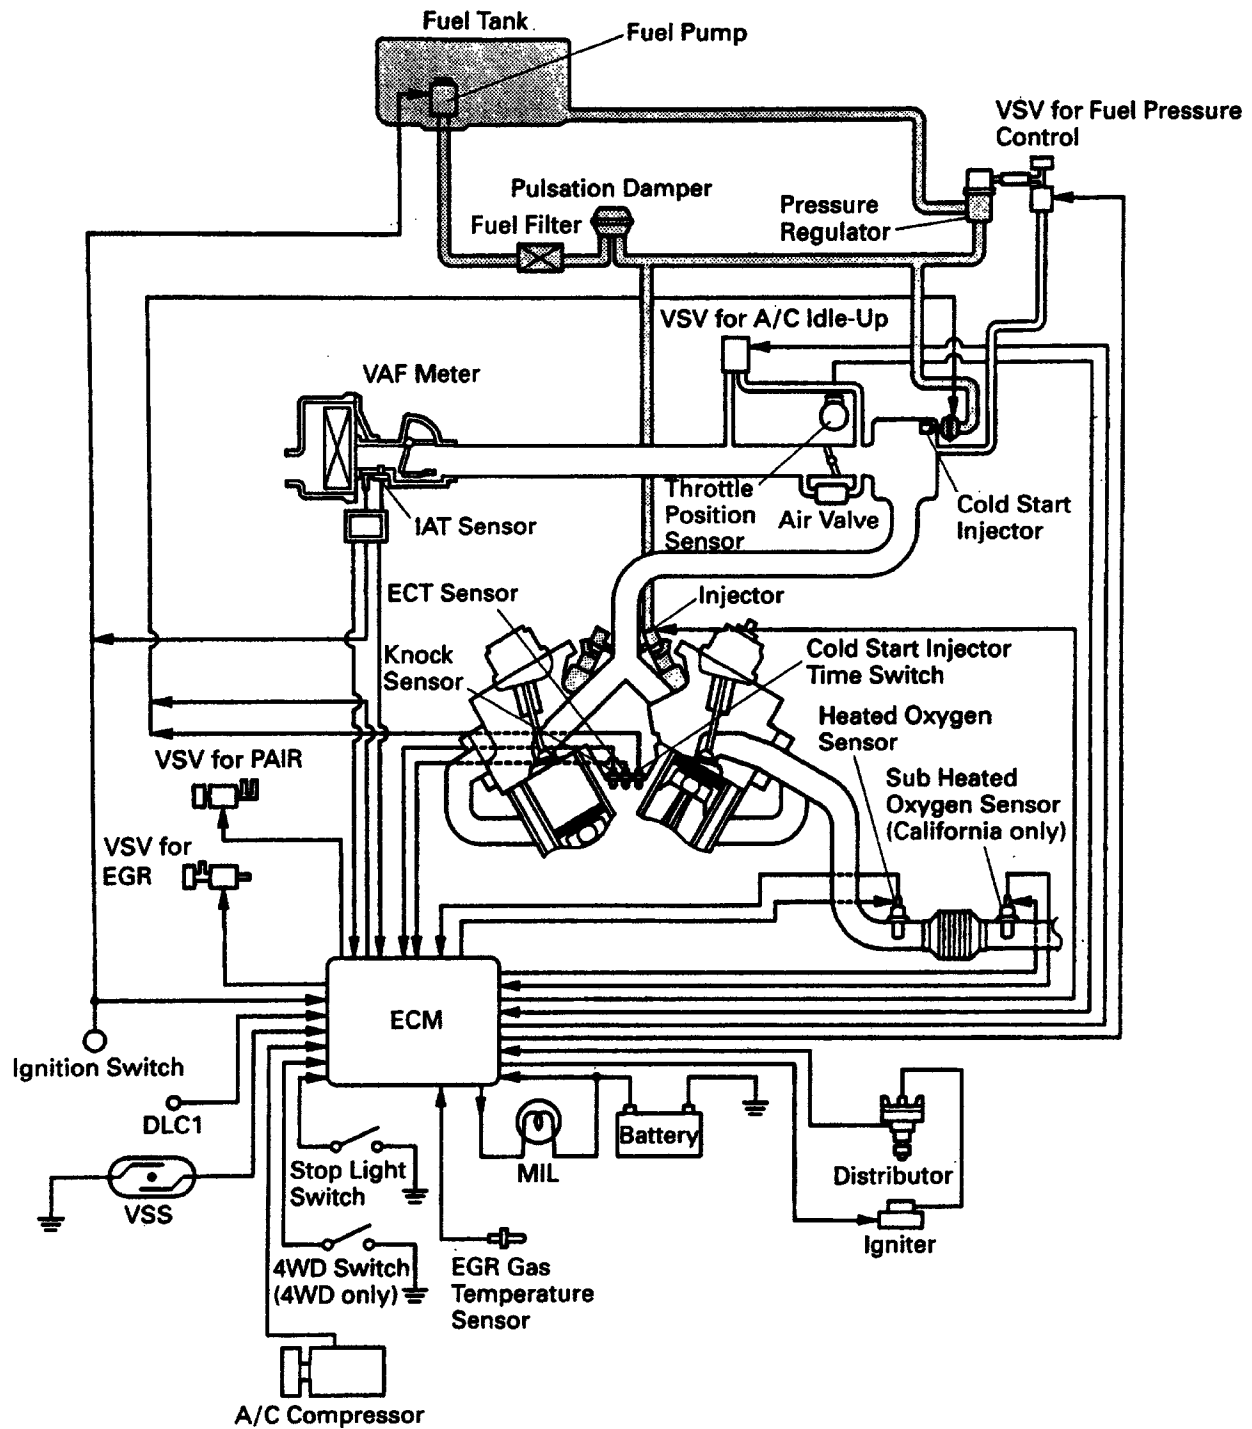 Fuel Tank
Fuel Pump
VSV for Fuel Pressure
Control
Pulsation Damper
Fuel Filter
Pressure
Regulator
VSV for A/C Idle-Up
VAF Meter
Throttle
Position
Sensor
Air Valve
Cold Start
Injector
IAT Sensor
ECT Sensor
Injector
Knock
Sensor
Cold Start Injector
Time Switch
Heated Oxygen
Sensor
VSV for PAIR
Sub Heated
Oxygen Sensor
(California only)
VSV for
EGR
ECM
Ignition Switch
DLC1
Stop Light
Switch
MIL
Battery
Distributor
VSS
Igniter
4WD Switch
(4WD only)
EGR Gas
Temperature
Sensor
A/C Compressor